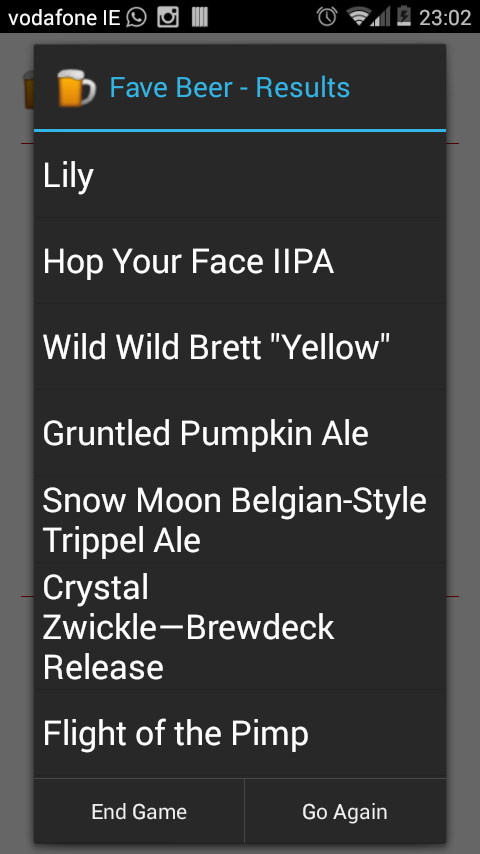 vodafone IE 23:02
Fave Beer - Results
Lily
Hop Your Face IIPA
Wild Wild Brett "Yellow"
Gruntled Pumpkin Ale
Snow Moon Belgian-Style
Trippel Ale
Crystal
Zwickle—Brewdeck
Release
Flight of the Pimp
End Game Go Again